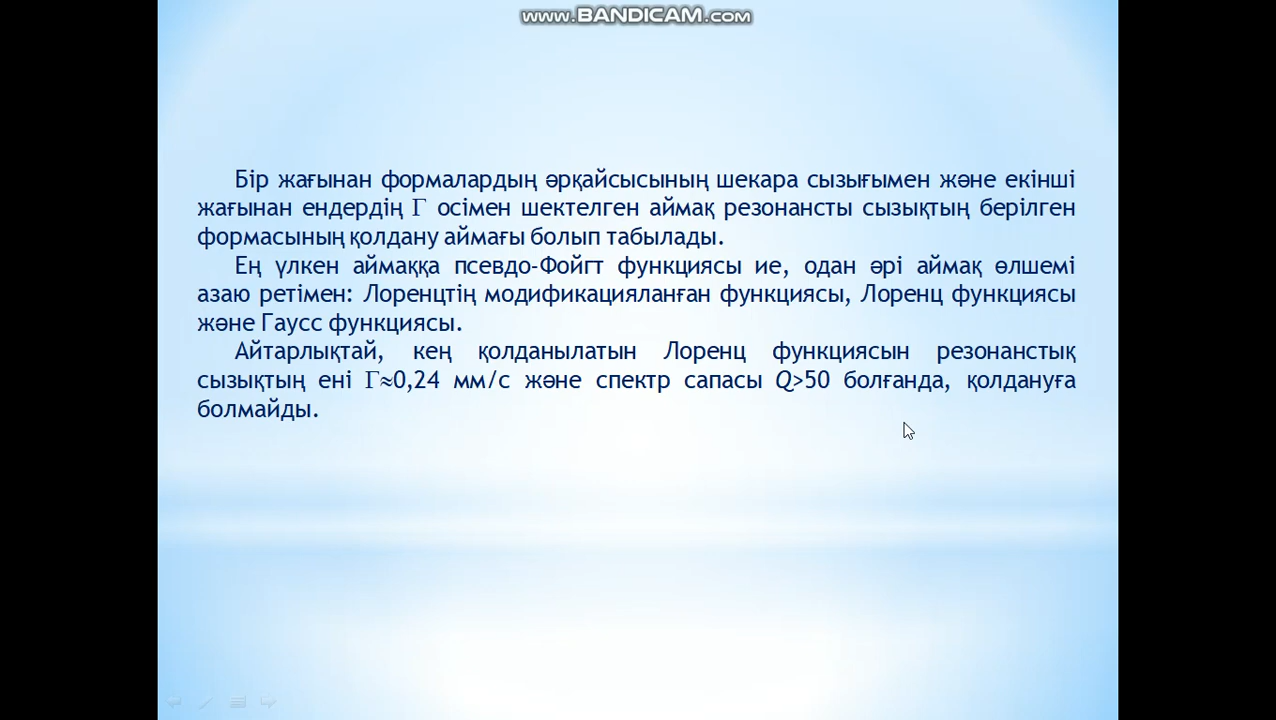 www.BANDICAM.com
Бір жағынан формалардың әрқайсысының шекара сызығымен және екінші
жағынан ендердің Γ осімен шектелген аймақ резонансты сызықтың берілген
формасының қолдану аймағы болып табылады.
Ең үлкен аймаққа псевдо-Фойгт функциясы ие, одан әрі аймақ өлшемі
азаю ретімен: Лоренцтің модификацияланған функциясы, Лоренц функциясы
және Гаусс функциясы.
Айтарлықтай, кең қолданылатын Лоренц функциясын резонанстық
сызықтың ені Γ≈0,24 мм/с және спектр сапасы Q>50 болғанда, қолдануға
болмайды.